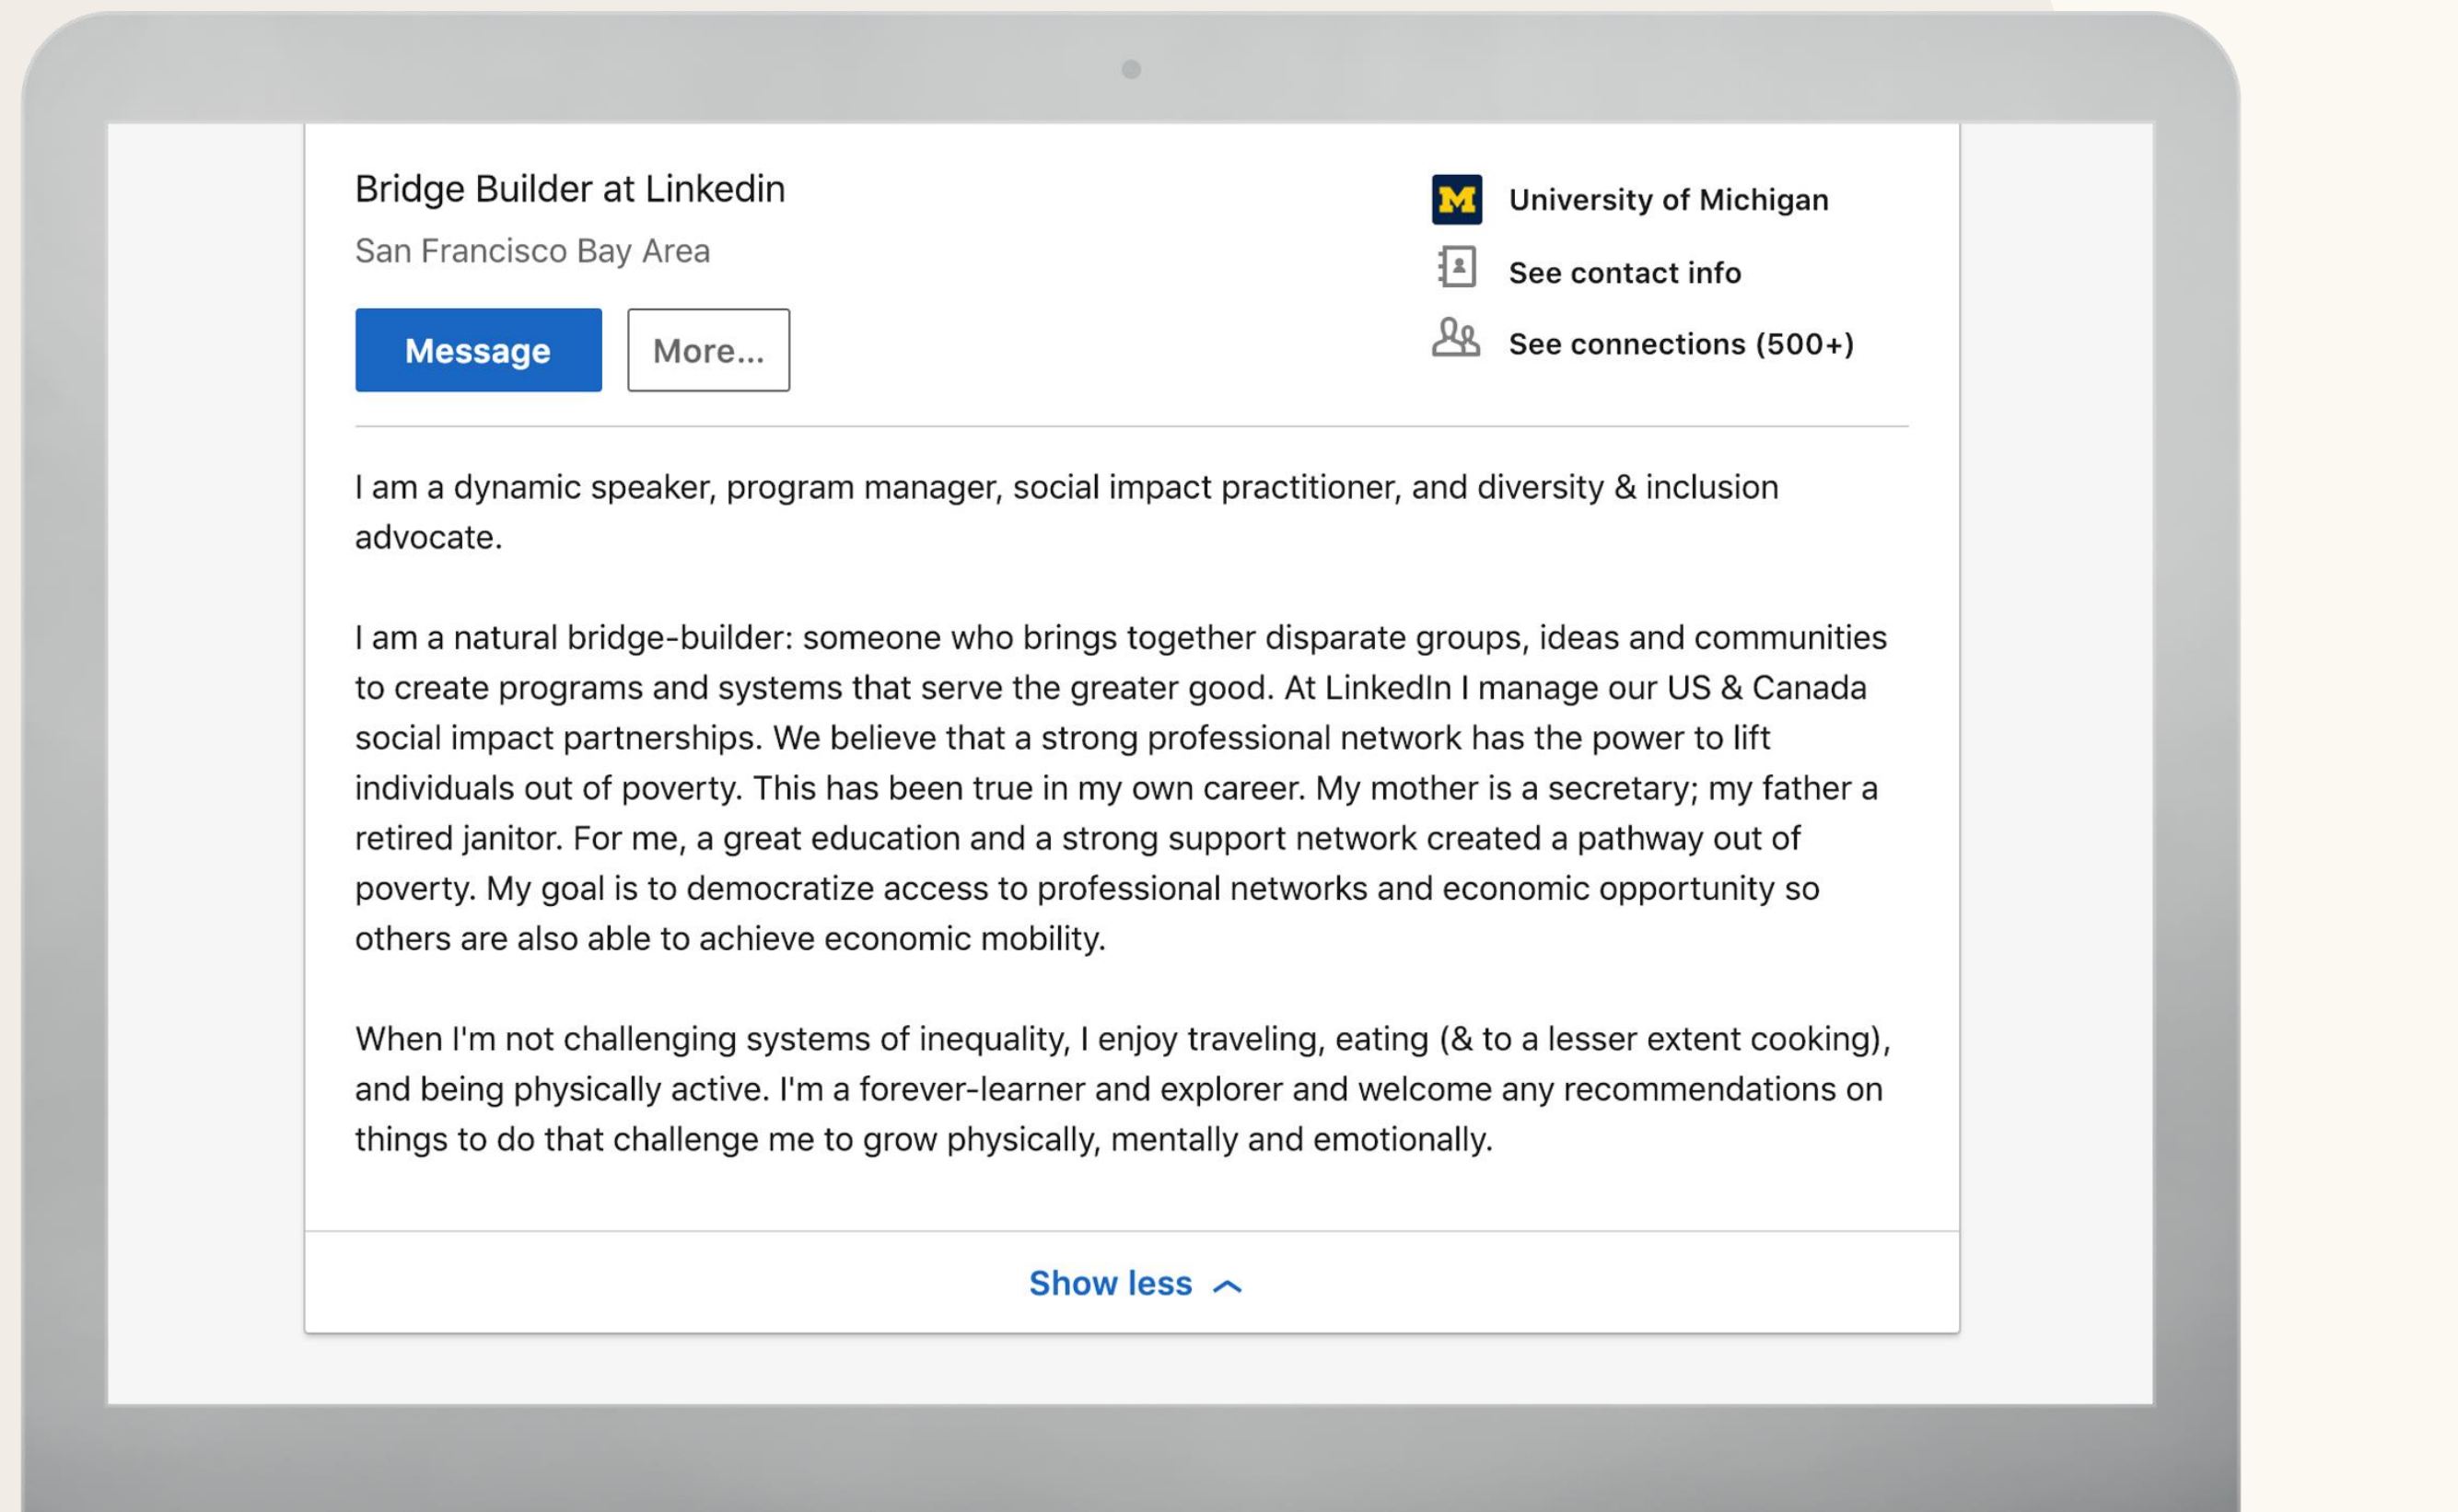 Bridge Builder at Linkedin
San Francisco Bay Area
Message
More...
M
University of Michigan
See contact info
See connections (500+)
I am a dynamic speaker, program manager, social impact practitioner, and diversity & inclusion
advocate.
I am a natural bridge-builder: someone who brings together disparate groups, ideas and communities
to create programs and systems that serve the greater good. At LinkedIn I manage our US & Canada
social impact partnerships. We believe that a strong professional network has the power to lift
individuals out of poverty. This has been true in my own career. My mother is a secretary; my father a
retired janitor. For me, a great education and a strong support network created a pathway out of
poverty. My goal is to democratize access to professional networks and economic opportunity so
others are also able to achieve economic mobility.
When I'm not challenging systems of inequality, I enjoy traveling, eating (& to a lesser extent cooking),
and being physically active. I'm a forever-learner and explorer and welcome any recommendations on
things to do that challenge me to grow physically, mentally and emotionally.
Show less